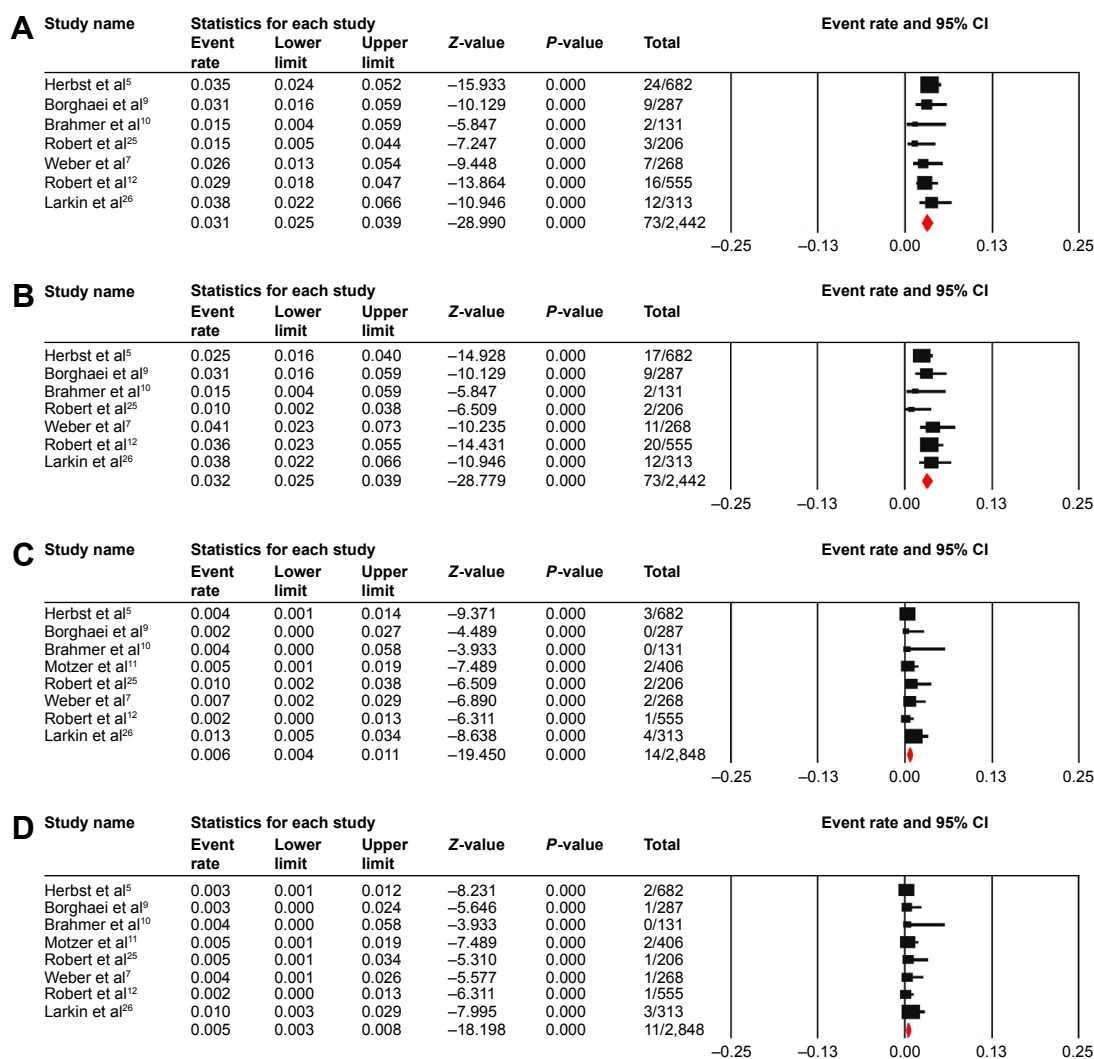 A Study name Statistics for each study Event rate and 95% CI
Event rate Lower limit Upper limit Z-value P-value Total
Herbst et al5 0.035 0.024 0.052 –15.933 0.000 24/682
Borghaei et al9 0.031 0.016 0.059 –10.129 0.000 9/287
Brahmer et al10 0.015 0.004 0.059 –5.847 0.000 2/131
Robert et al25 0.015 0.005 0.044 –7.247 0.000 3/206
Weber et al7 0.026 0.013 0.054 –9.448 0.000 7/268
Robert et al12 0.029 0.018 0.047 –13.864 0.000 16/555
Larkin et al26 0.038 0.022 0.066 –10.946 0.000 12/313
0.031 0.025 0.039 –28.990 0.000 73/2,442
–0.25 –0.13 0.00 0.13 0.25
B Study name Statistics for each study Event rate and 95% CI
Event rate Lower limit Upper limit Z-value P-value Total
Herbst et al5 0.025 0.016 0.040 –14.928 0.000 17/682
Borghaei et al9 0.031 0.016 0.059 –10.129 0.000 9/287
Brahmer et al10 0.015 0.004 0.059 –5.847 0.000 2/131
Robert et al25 0.010 0.002 0.038 –6.509 0.000 2/206
Weber et al7 0.041 0.023 0.073 –10.235 0.000 11/268
Robert et al12 0.036 0.023 0.055 –14.431 0.000 20/555
Larkin et al26 0.038 0.022 0.066 –10.946 0.000 12/313
0.032 0.025 0.039 –28.779 0.000 73/2,442
–0.25 –0.13 0.00 0.13 0.25
C Study name Statistics for each study Event rate and 95% CI
Event rate Lower limit Upper limit Z-value P-value Total
Herbst et al5 0.004 0.001 0.014 –9.371 0.000 3/682
Borghaei et al9 0.002 0.000 0.027 –4.489 0.000 0/287
Brahmer et al10 0.004 0.000 0.058 –3.933 0.000 0/131
Motzer et al11 0.005 0.001 0.019 –7.489 0.000 2/406
Robert et al25 0.010 0.002 0.038 –6.509 0.000 2/206
Weber et al7 0.007 0.002 0.029 –6.890 0.000 2/268
Robert et al12 0.002 0.000 0.013 –6.311 0.000 1/555
Larkin et al26 0.013 0.005 0.034 –8.638 0.000 4/313
0.006 0.004 0.011 –19.450 0.000 14/2,848
–0.25 –0.13 0.00 0.13 0.25
D Study name Statistics for each study Event rate and 95% CI
Event rate Lower limit Upper limit Z-value P-value Total
Herbst et al5 0.003 0.001 0.012 –8.231 0.000 2/682
Borghaei et al9 0.003 0.000 0.024 –5.646 0.000 1/287
Brahmer et al10 0.004 0.000 0.058 –3.933 0.000 0/131
Motzer et al11 0.005 0.001 0.019 –7.489 0.000 2/406
Robert et al25 0.005 0.001 0.034 –5.310 0.000 1/206
Weber et al7 0.004 0.001 0.026 –5.577 0.000 1/268
Robert et al12 0.002 0.000 0.013 –6.311 0.000 1/555
Larkin et al26 0.010 0.003 0.029 –7.995 0.000 3/313
0.005 0.003 0.008 –18.198 0.000 11/2,848
–0.25 –0.13 0.00 0.13 0.25